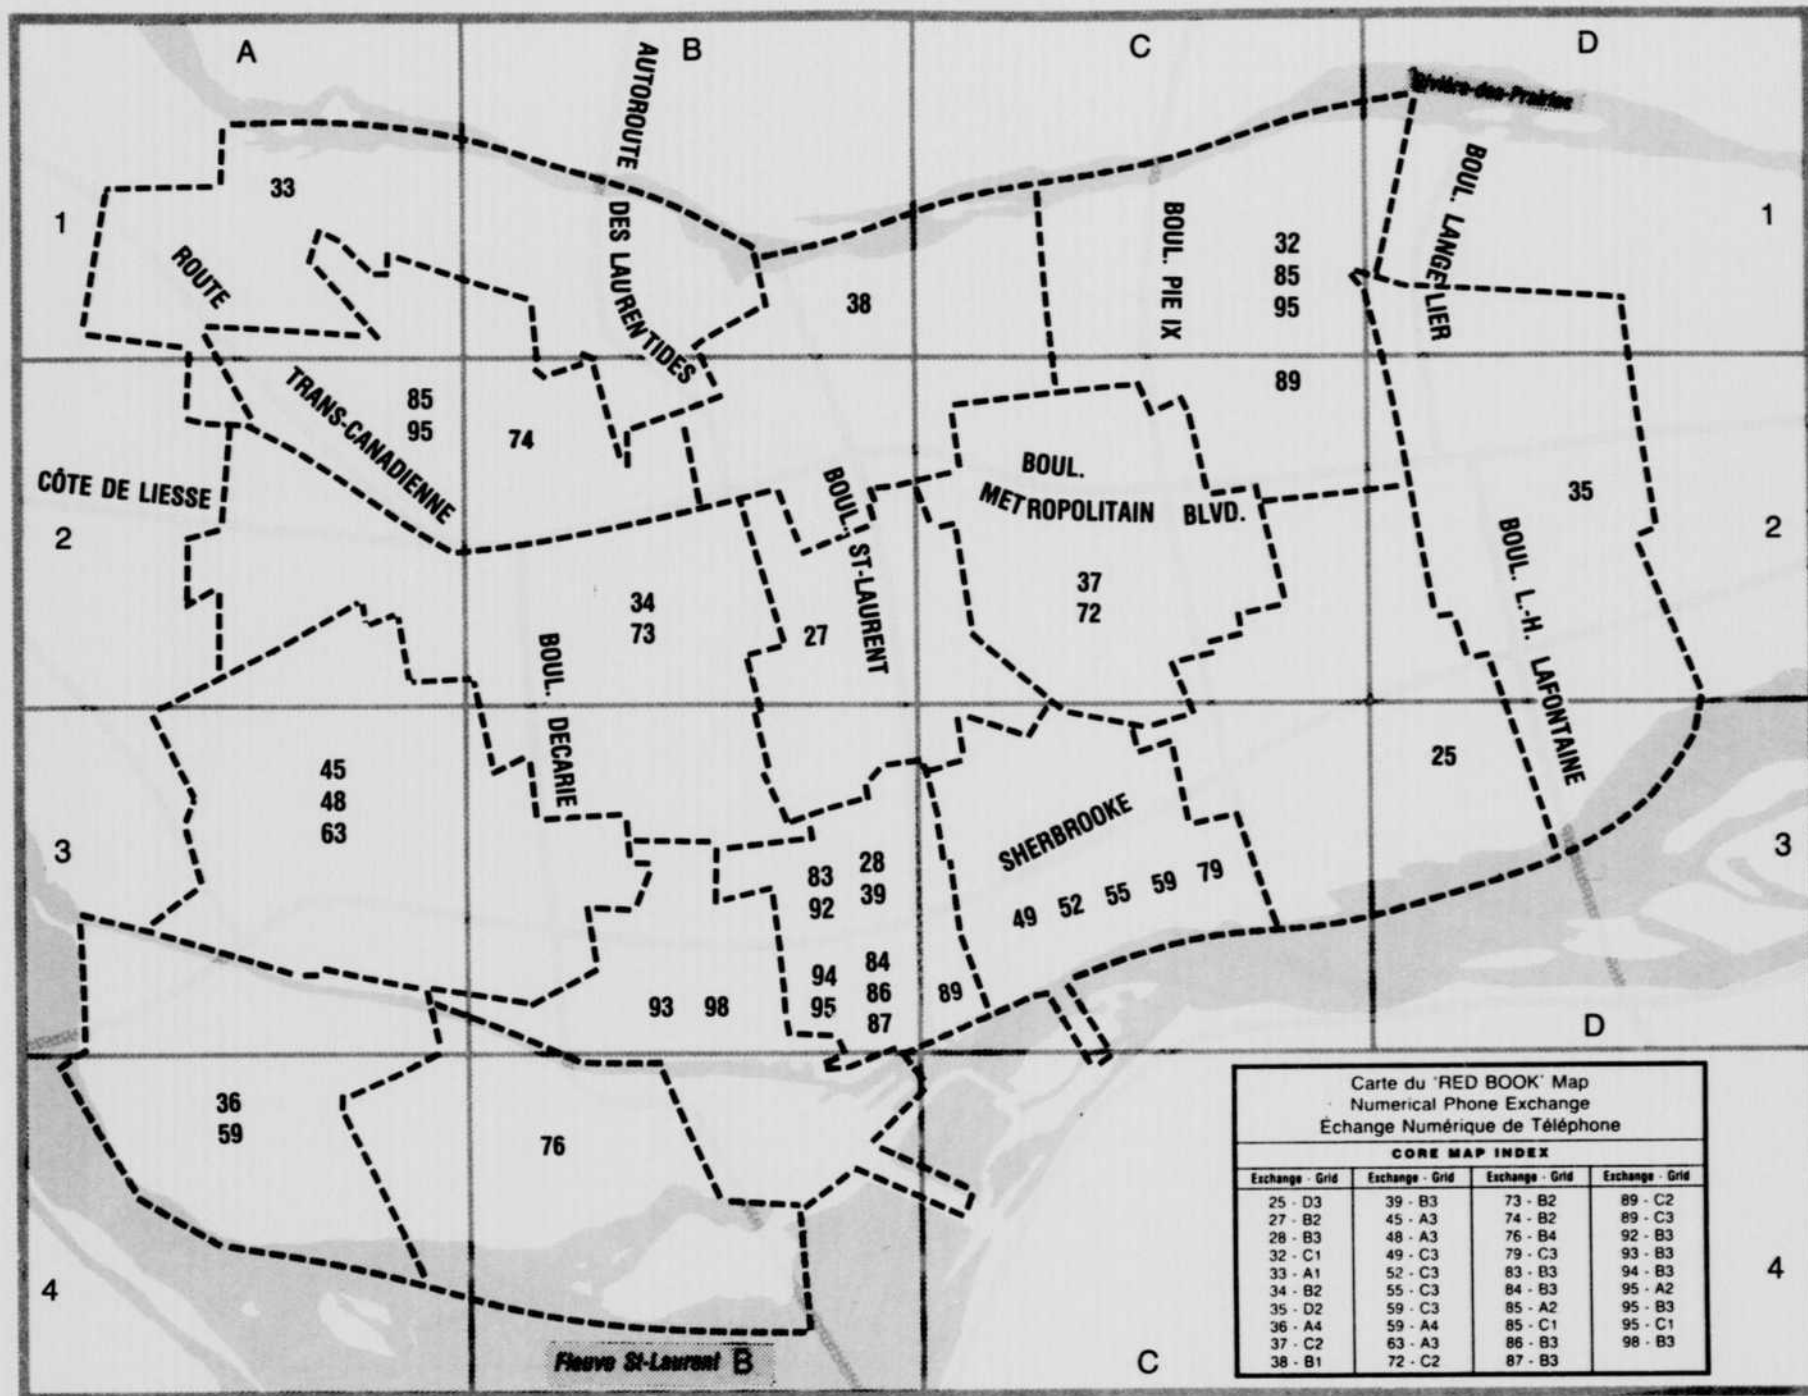 A B C D
Rivière-des-Prairies
AUTOROUTE
DES LAURENTIDES
BOUL. PIE IX
BOUL. LANGELIER
1
33
ROUTE
38
32
85
95
1
TRANS-CANADIENNE
85
95
74
89
CÔTE DE LIESSE
BOUL. ST-LAURENT
BOUL.
METROPOLITAIN BLVD.
35
2
BOUL. L.-H. LAFONTAINE
2
34
73
27
37
72
BOUL. DECARIE
45
48
63
25
SHERBROOKE
3
83
92
28
39
49 52 55 59 79
3
93 98
94
95
84
86
87
89
D
36
59
76
4
4
Fleuve St-Laurent B
C
Carte du 'RED BOOK' Map
Numerical Phone Exchange
Échange Numérique de Téléphone
CORE MAP INDEX
Exchange - Grid Exchange - Grid Exchange - Grid Exchange - Grid
25 - D3 39 - B3 73 - B2 89 - C2
27 - B2 45 - A3 74 - B2 89 - C3
28 - B3 48 - A3 76 - B4 92 - B3
32 - C1 49 - C3 79 - C3 93 - B3
33 - A1 52 - C3 83 - B3 94 - B3
34 - B2 55 - C3 84 - B3 95 - A2
35 - D2 59 - C3 85 - A2 95 - B3
36 - A4 59 - A4 85 - C1 95 - C1
37 - C2 63 - A3 86 - B3 98 - B3
38 - B1 72 - C2 87 - B3